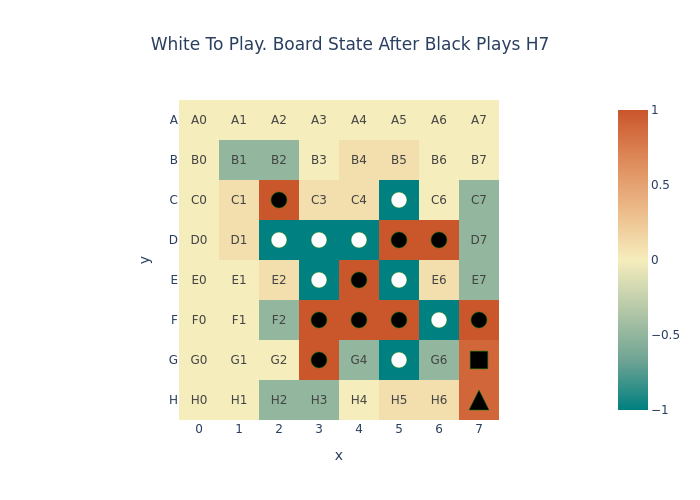 White To Play. Board State After Black Plays H7
A A0 A1 A2 A3 A4 A5 A6 A7 1
B B0 B1 B2 B3 B4 B5 B6 B7
C C0 C1 C3 C4 C6 C7 0.5
D D0 D1 D7
y 0
E E0 E1 E2 E6 E7
F F0 F1 F2 −0.5
G G0 G1 G2 G4 G6
H H0 H1 H2 H3 H4 H5 H6 −1
0 1 2 3 4 5 6 7
x